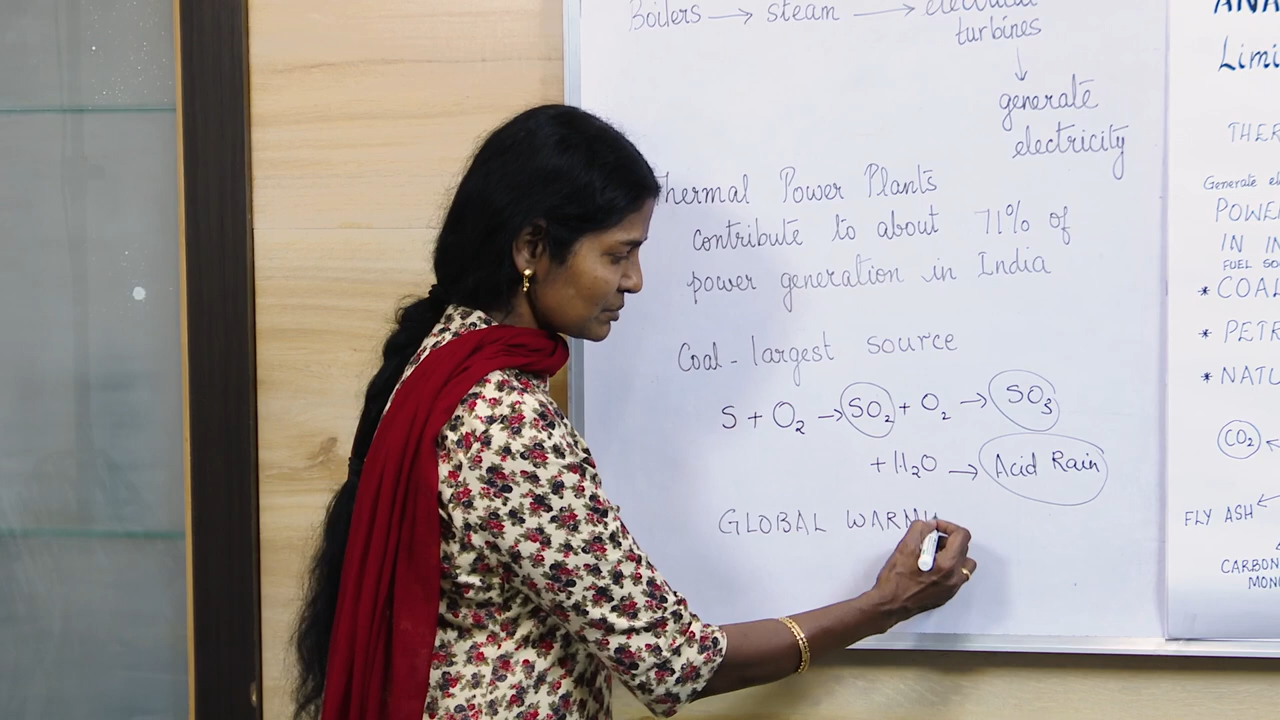 Boilers → steam → electrical
turbines
↓
generate
electricity
Thermal Power Plants
contribute to about 71% of
power generation in India
Coal - largest source
S + O₂ → SO₂ + O₂ → SO₃
+ H₂O → Acid Rain
GLOBAL WARM
ANA
Limi
THER
Generate el
POWE
IN IN
FUEL SO
* COAL
* PETR
* NATU
CO₂ ←
FLY ASH ←
CARBON
MON